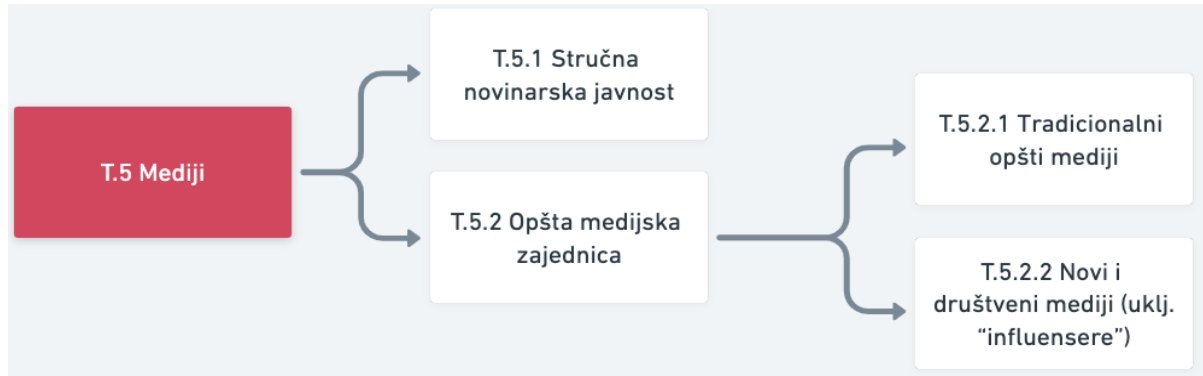 T.5 Mediji
T.5.1 Stručna
novinarska javnost
T.5.2 Opšta medijska
zajednica
T.5.2.1 Tradicionalni
opšti mediji
T.5.2.2 Novi i
društveni mediji (uklj.
“influensere”)